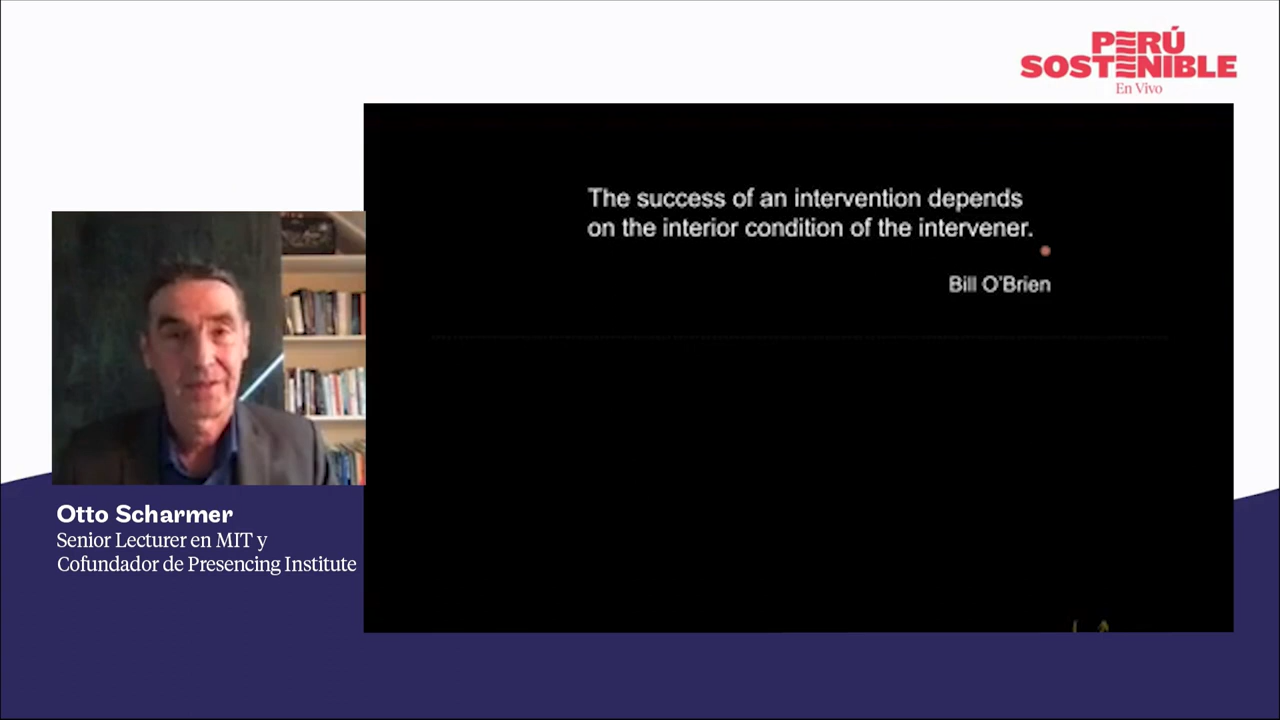 PERÚ
SOSTENIBLE
En Vivo
The success of an intervention depends
on the interior condition of the intervener.
Bill O'Brien
Otto Scharmer
Senior Lecturer en MIT y
Cofundador de Presencing Institute